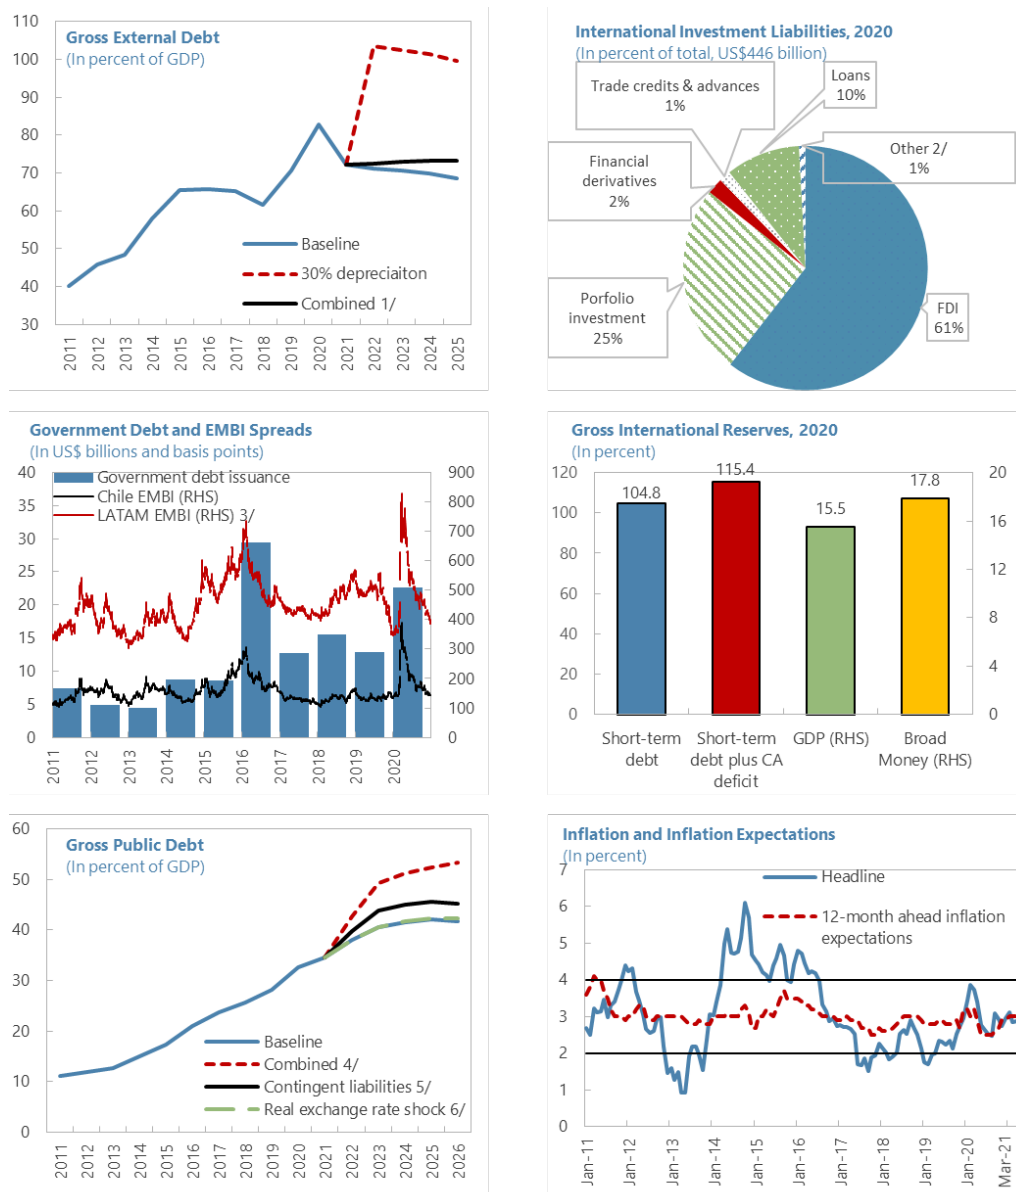 Gross External Debt
(In percent of GDP)
110
100
90
80
70
60
50
40
30
Baseline
30% depreciaiton
Combined 1/
2011
2012
2013
2014
2015
2016
2017
2018
2019
2020
2021
2022
2023
2024
2025
International Investment Liabilities, 2020
(In percent of total, US$446 billion)
Trade credits & advances
1%
Loans
10%
Other 2/
1%
Financial
derivatives
2%
Porfolio
investment
25%
FDI
61%
Government Debt and EMBI Spreads
(In US$ billions and basis points)
40
35
30
25
20
15
10
5
0
Government debt issuance
Chile EMBI (RHS)
LATAM EMBI (RHS) 3/
900
800
700
600
500
400
300
200
100
0
2011
2012
2013
2014
2015
2016
2017
2018
2019
2020
Gross International Reserves, 2020
(In percent)
120
100
80
60
40
20
0
104.8
115.4
15.5
17.8
20
16
12
8
4
0
Short-term
debt
Short-term
debt plus CA
deficit
GDP (RHS)
Broad
Money (RHS)
Gross Public Debt
(In percent of GDP)
60
50
40
30
20
10
0
Baseline
Combined 4/
Contingent liabilities 5/
Real exchange rate shock 6/
2011
2012
2013
2014
2015
2016
2017
2018
2019
2020
2021
2022
2023
2024
2025
2026
Inflation and Inflation Expectations
(In percent)
7
6
5
4
3
2
1
0
Headline
12-month ahead inflation
expectations
Jan-11
Jan-12
Jan-13
Jan-14
Jan-15
Jan-16
Jan-17
Jan-18
Jan-19
Jan-20
Mar-21